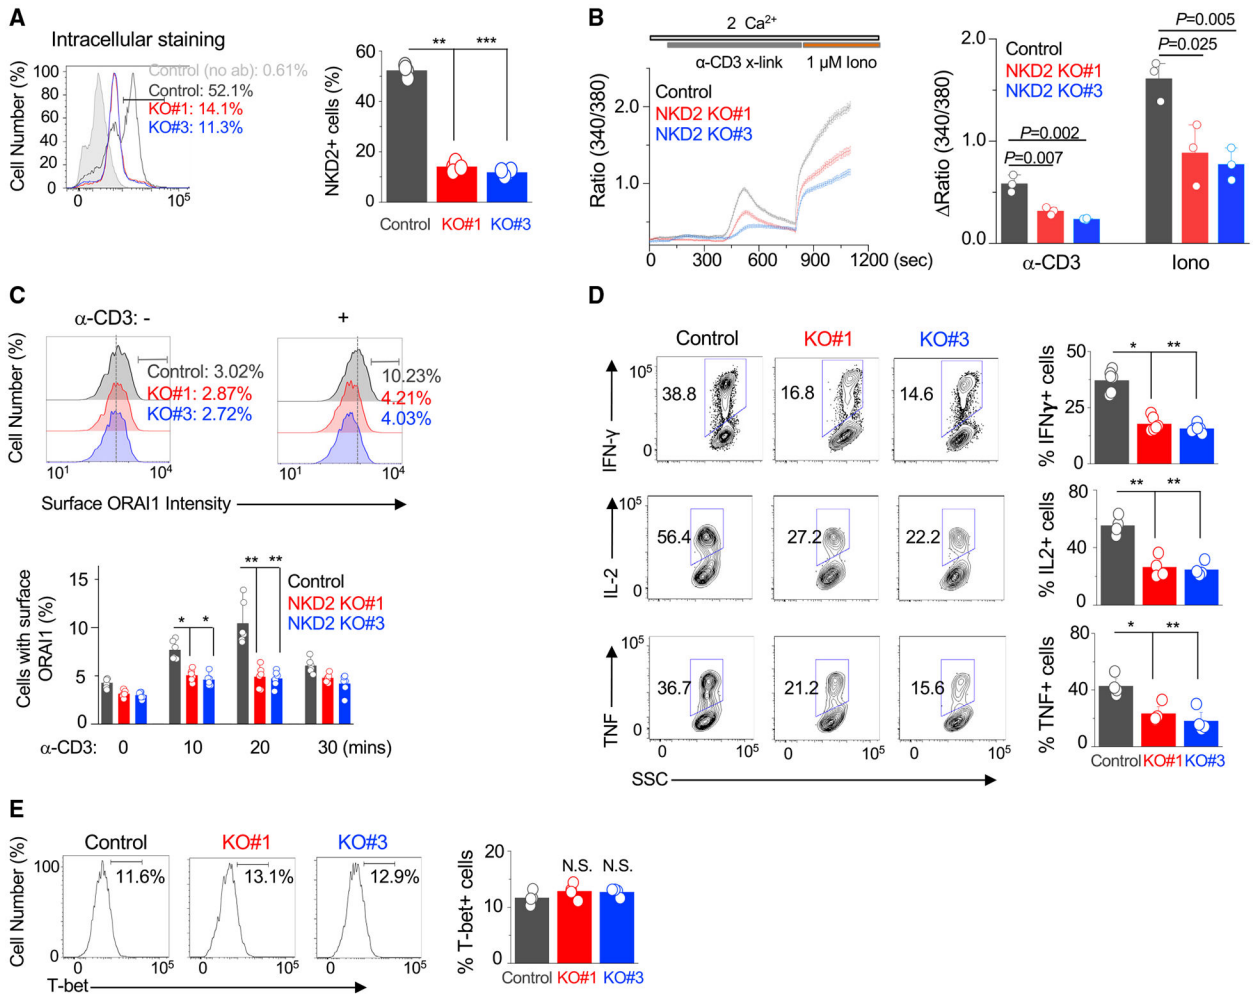 A
Intracellular staining
Cell Number (%)
100
80
60
40
20
0
0
10⁵
Control (no ab): 0.61%
Control: 52.1%
KO#1: 14.1%
KO#3: 11.3%
NKD2+ cells (%)
60
40
20
0
** ***
Control KO#1 KO#3
B
2 Ca²⁺
α-CD3 x-link 1 µM Iono
Control
NKD2 KO#1
NKD2 KO#3
Ratio (340/380)
2.0
1.0
0 300 600 900 1200 (sec)
ΔRatio (340/380)
2.0
1.0
0.0
Control
NKD2 KO#1
NKD2 KO#3
P=0.002
P=0.007
P=0.005
P=0.025
α-CD3 Iono
C
α-CD3: - +
Cell Number (%)
Control: 3.02%
KO#1: 2.87%
KO#3: 2.72%
10.23%
4.21%
4.03%
10¹ 10⁴ 10¹ 10⁴
Surface ORAI1 Intensity
Cells with surface
ORAI1 (%)
15
10
5
0
* * ** **
Control
NKD2 KO#1
NKD2 KO#3
α-CD3: 0 10 20 30 (mins)
D
Control KO#1 KO#3
IFN-γ
10⁵
0
38.8 16.8 14.6
% IFNγ+ cells
50
25
0
* **
IL-2
10⁵
0
56.4 27.2 22.2
% IL2+ cells
80
40
0
** **
TNF
10⁵
0
36.7 21.2 15.6
0 10⁵ 0 10⁵ 0 10⁵
SSC
% TNF+ cells
80
40
0
* **
Control KO#1 KO#3
E
Control KO#1 KO#3
Cell Number (%)
100
0
11.6% 13.1% 12.9%
0 10⁵ 0 10⁵ 0 10⁵
T-bet
% T-bet+ cells
20
10
0
N.S. N.S.
Control KO#1 KO#3